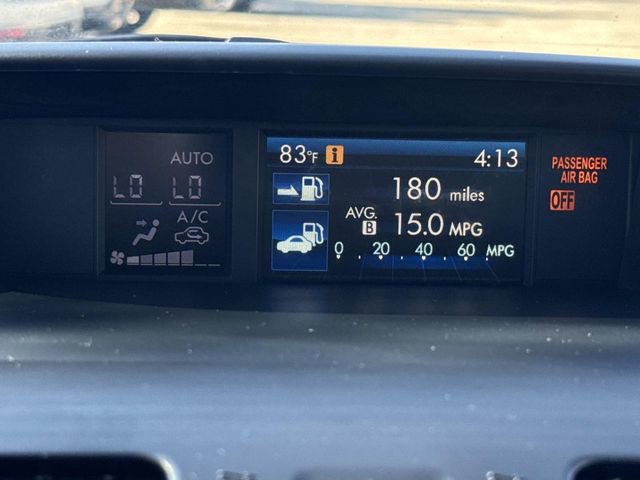 AUTO
LO LO
A/C
83°F i 4:13
180 miles
AVG. B 15.0 MPG
0 20 40 60 MPG
PASSENGER
AIR BAG
OFF